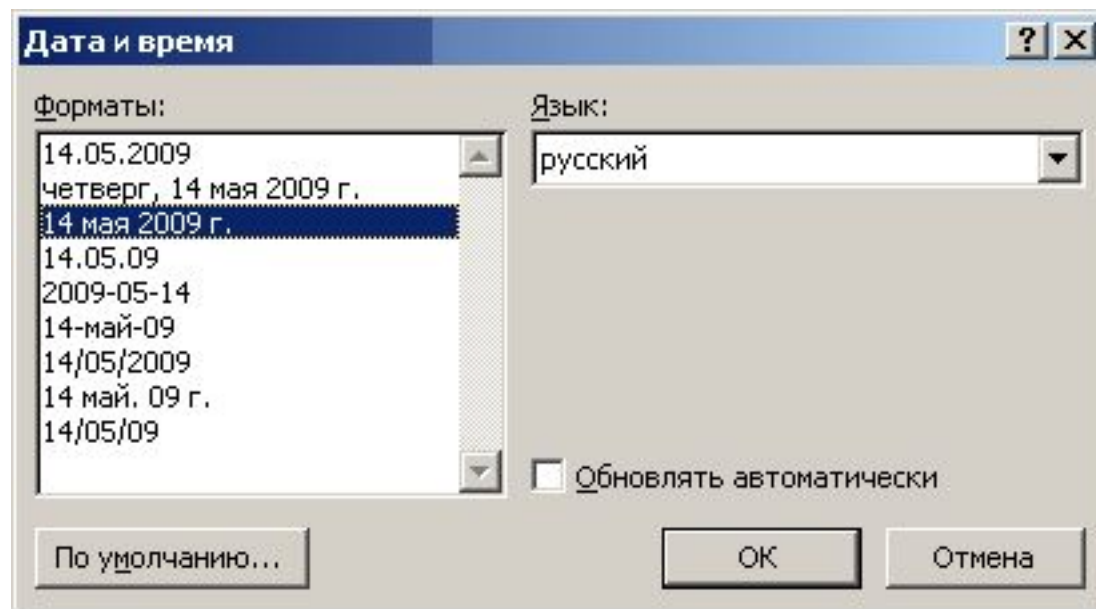 Дата и время
Форматы:
14.05.2009
четверг, 14 мая 2009 г.
14 мая 2009 г.
14.05.09
2009-05-14
14-май-09
14/05/2009
14 май. 09 г.
14/05/09
Язык:
русский
Обновлять автоматически
По умолчанию...
ОК
Отмена